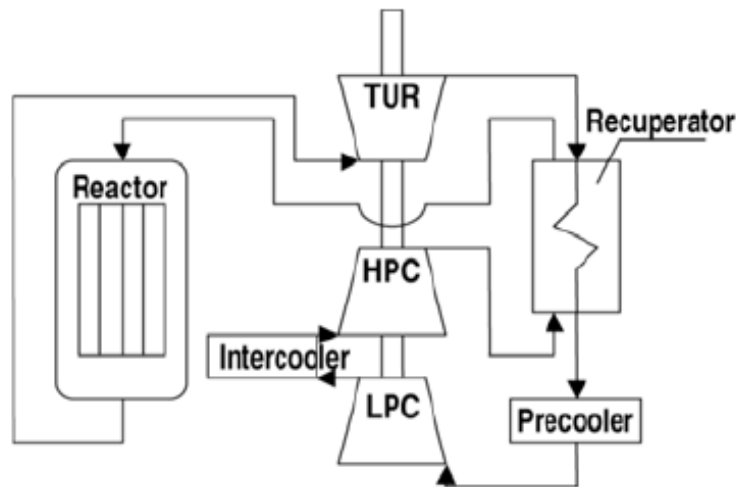 TUR
Recuperator
Reactor
HPC
Intercooler
LPC
Precooler